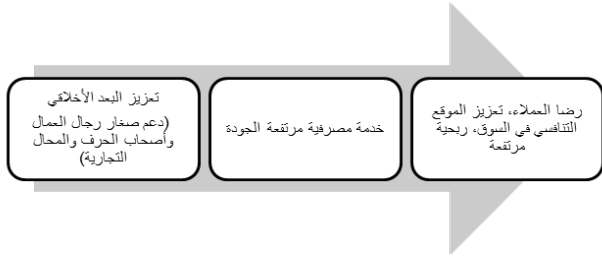 تعزيز البعد الأخلاقي
(دعم صغار رجال العمال
وأصحاب الحرف والمحال
التجارية)
خدمة مصرفية مرتفعة الجودة
رضا العملاء، تعزيز الموقع
التنافسي في السوق، ربحية
مرتفعة